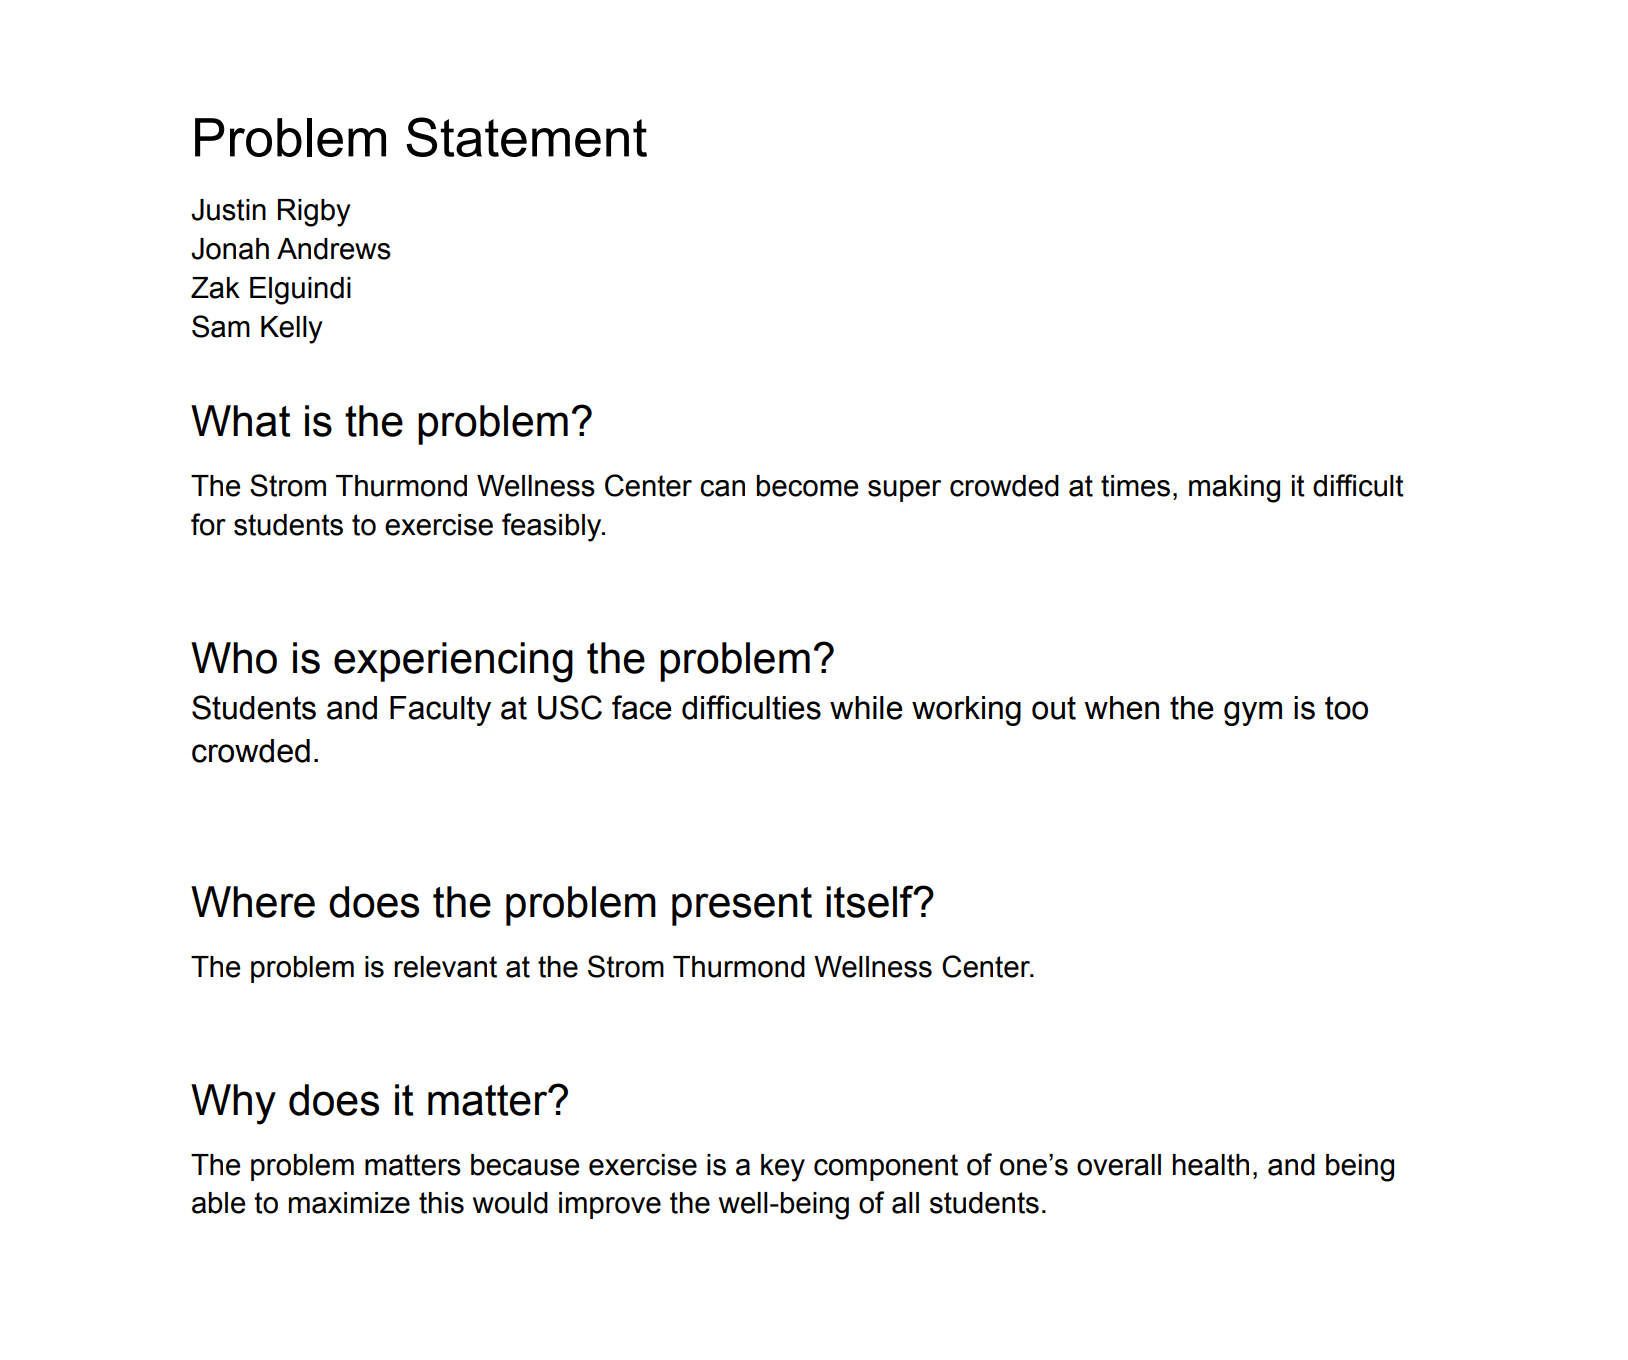 Problem Statement
Justin Rigby
Jonah Andrews
Zak Elguindi
Sam Kelly
What is the problem?
The Strom Thurmond Wellness Center can become super crowded at times, making it difficult
for students to exercise feasibly.
Who is experiencing the problem?
Students and Faculty at USC face difficulties while working out when the gym is too
crowded.
Where does the problem present itself?
The problem is relevant at the Strom Thurmond Wellness Center.
Why does it matter?
The problem matters because exercise is a key component of one’s overall health, and being
able to maximize this would improve the well-being of all students.